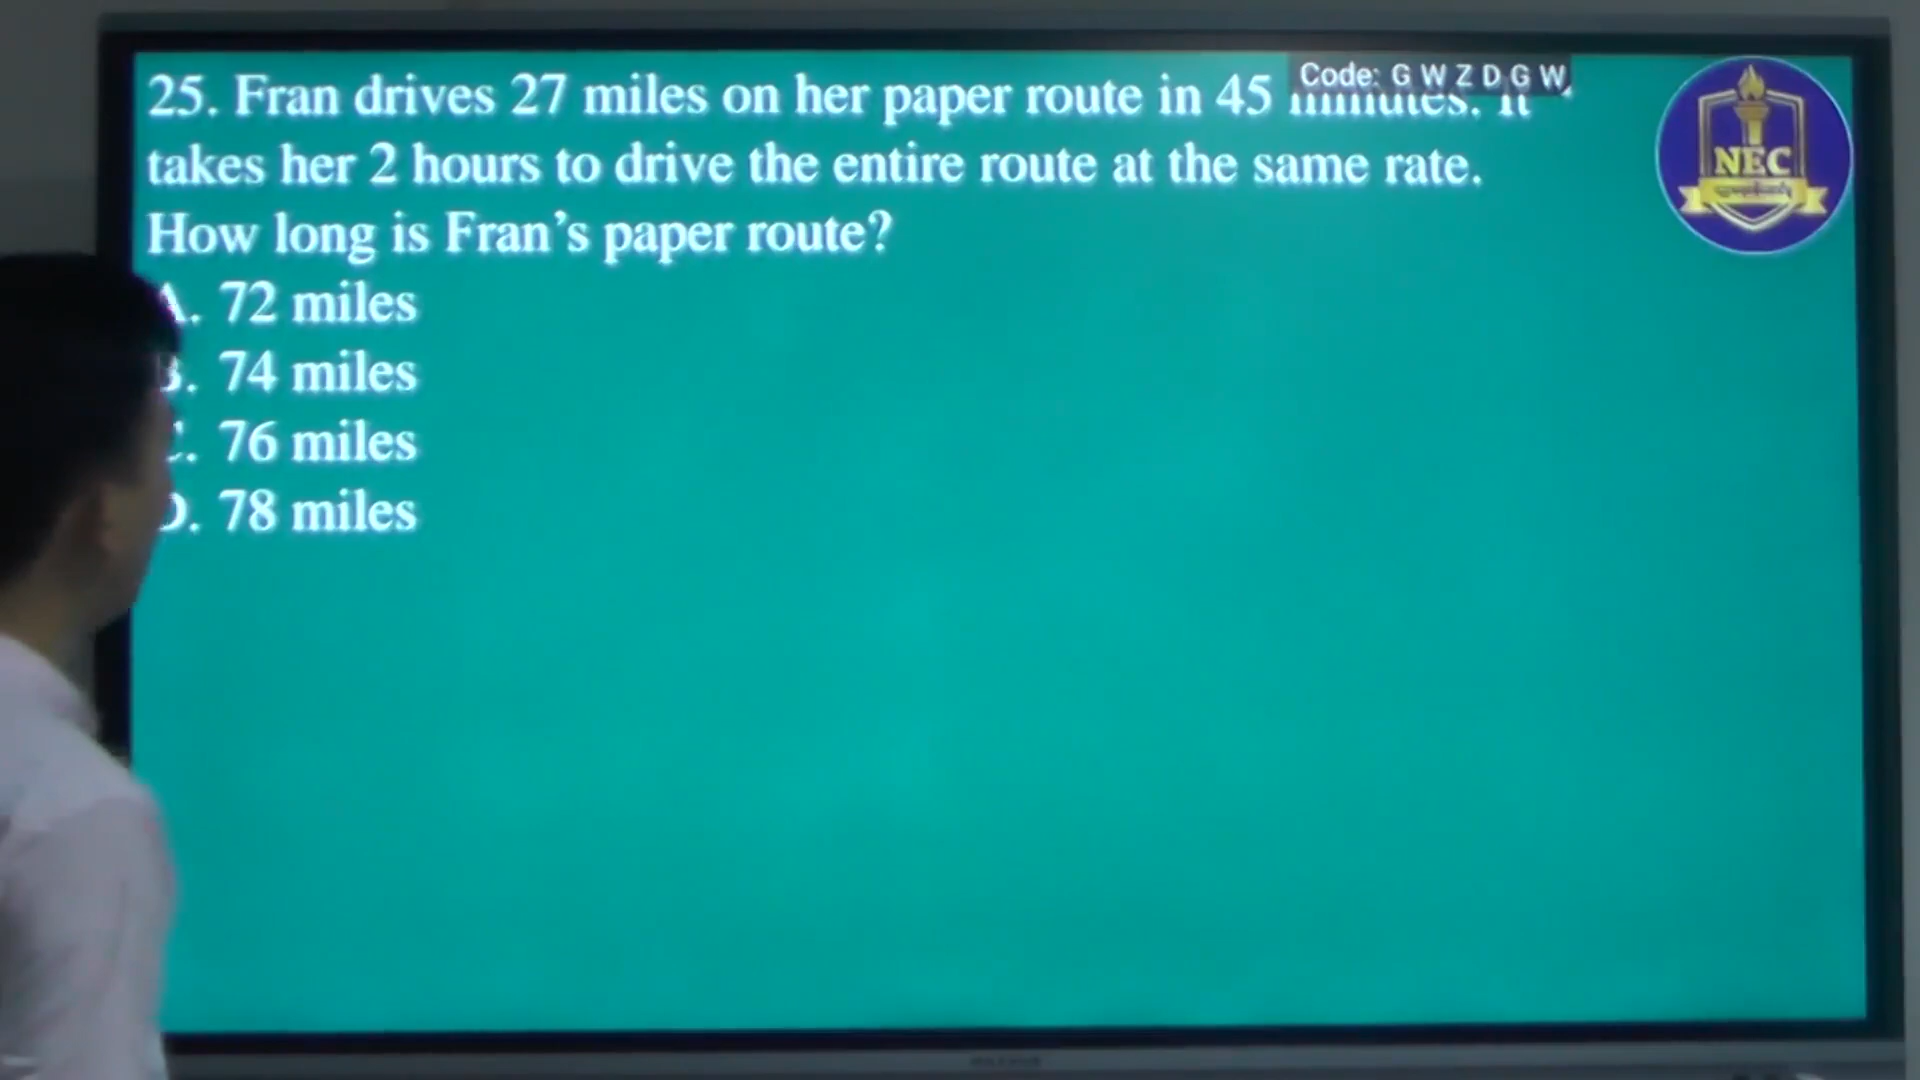 25. Fran drives 27 miles on her paper route in 45 minutes. It
Code: G W Z D G W
takes her 2 hours to drive the entire route at the same rate.
How long is Fran's paper route?
A. 72 miles
B. 74 miles
C. 76 miles
D. 78 miles
NEC